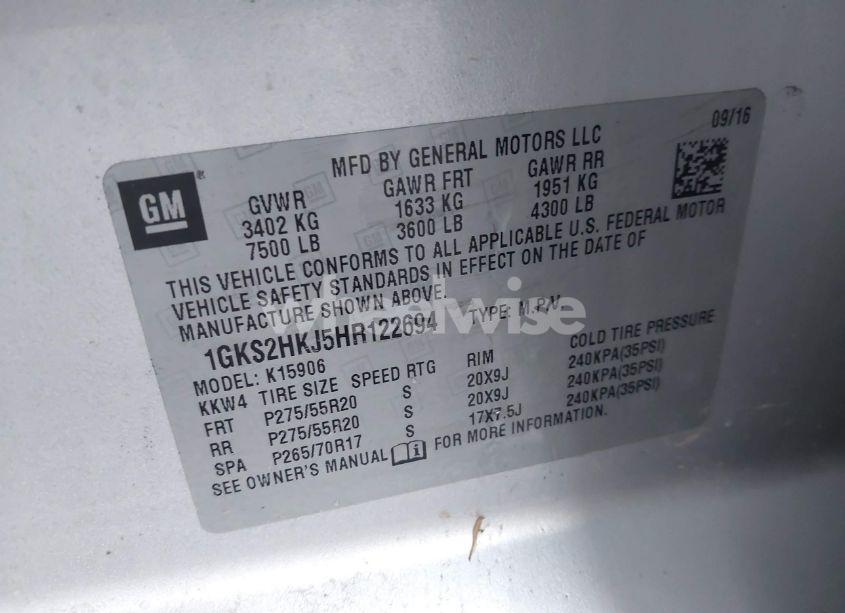 09/16
MFD BY GENERAL MOTORS LLC
GM®
GVWR GAWR FRT GAWR RR
3402 KG 1633 KG 1951 KG
7500 LB 3600 LB 4300 LB
THIS VEHICLE CONFORMS TO ALL APPLICABLE U.S. FEDERAL MOTOR
VEHICLE SAFETY STANDARDS IN EFFECT ON THE DATE OF
MANUFACTURE SHOWN ABOVE.
wheelwise
1GKS2HKJ5HR122694 TYPE: M.P.V.
MODEL: K15906
KKW4 TIRE SIZE SPEED RTG RIM COLD TIRE PRESSURE
FRT P275/55R20 S 20X9J 240KPA(35PSI)
RR P275/55R20 S 20X9J 240KPA(35PSI)
SPA P265/70R17 S 17X7.5J 240KPA(35PSI)
SEE OWNER'S MANUAL i FOR MORE INFORMATION.